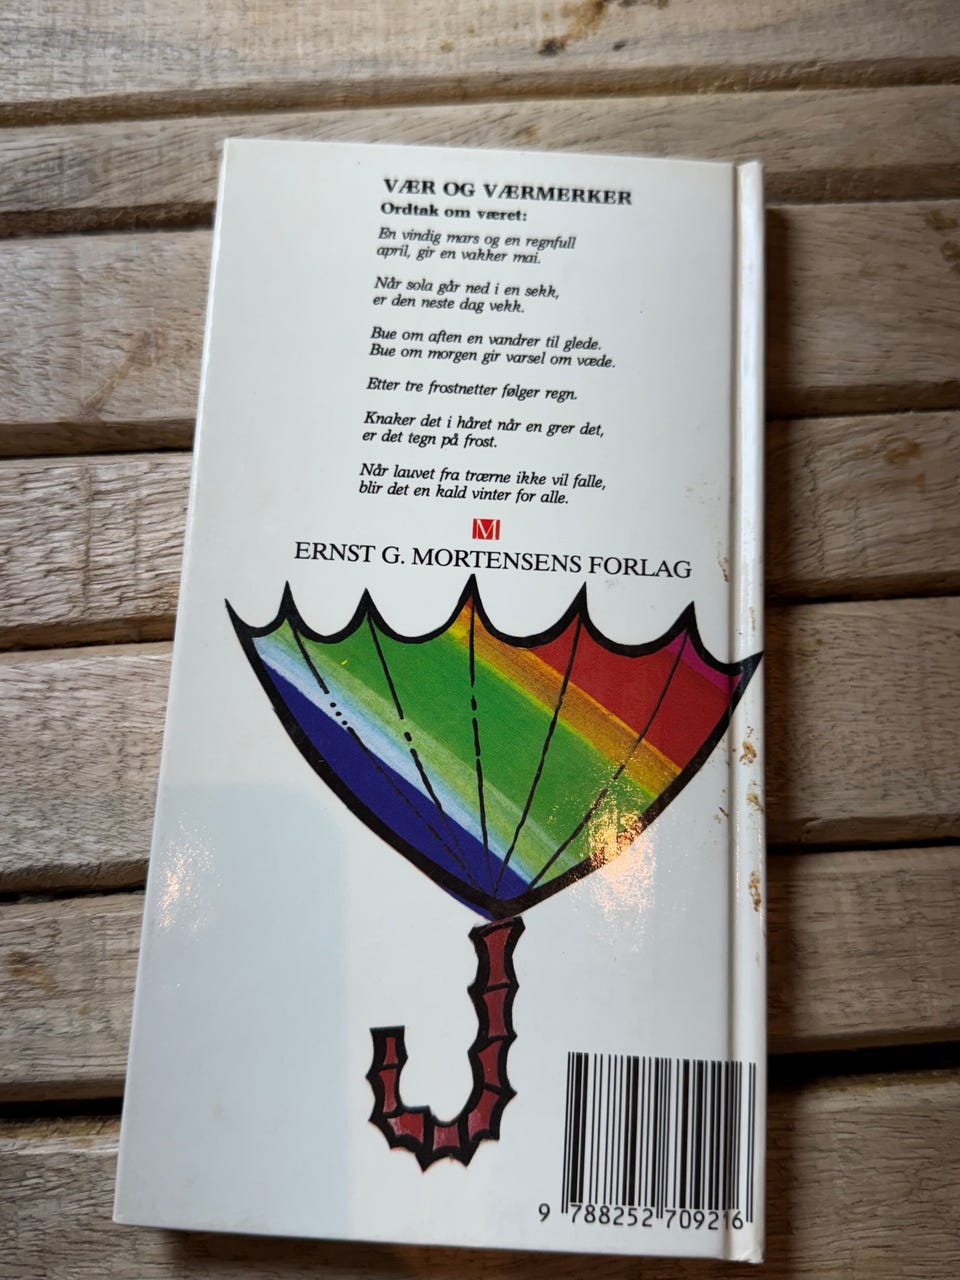 VÆR OG VÆRMERKER
Ordtak om været:
En vindig mars og en regnfull
april, gir en vakker mai.
Når sola går ned i en sekk,
er den neste dag vekk.
Bue om aften en vandrer til glede.
Bue om morgen gir varsel om væde.
Etter tre frostnetter følger regn.
Knaker det i håret når en grer det,
er det tegn på frost.
Når lauvet fra trærne ikke vil falle,
blir det en kald vinter for alle.
M
ERNST G. MORTENSENS FORLAG
9 788252 709216